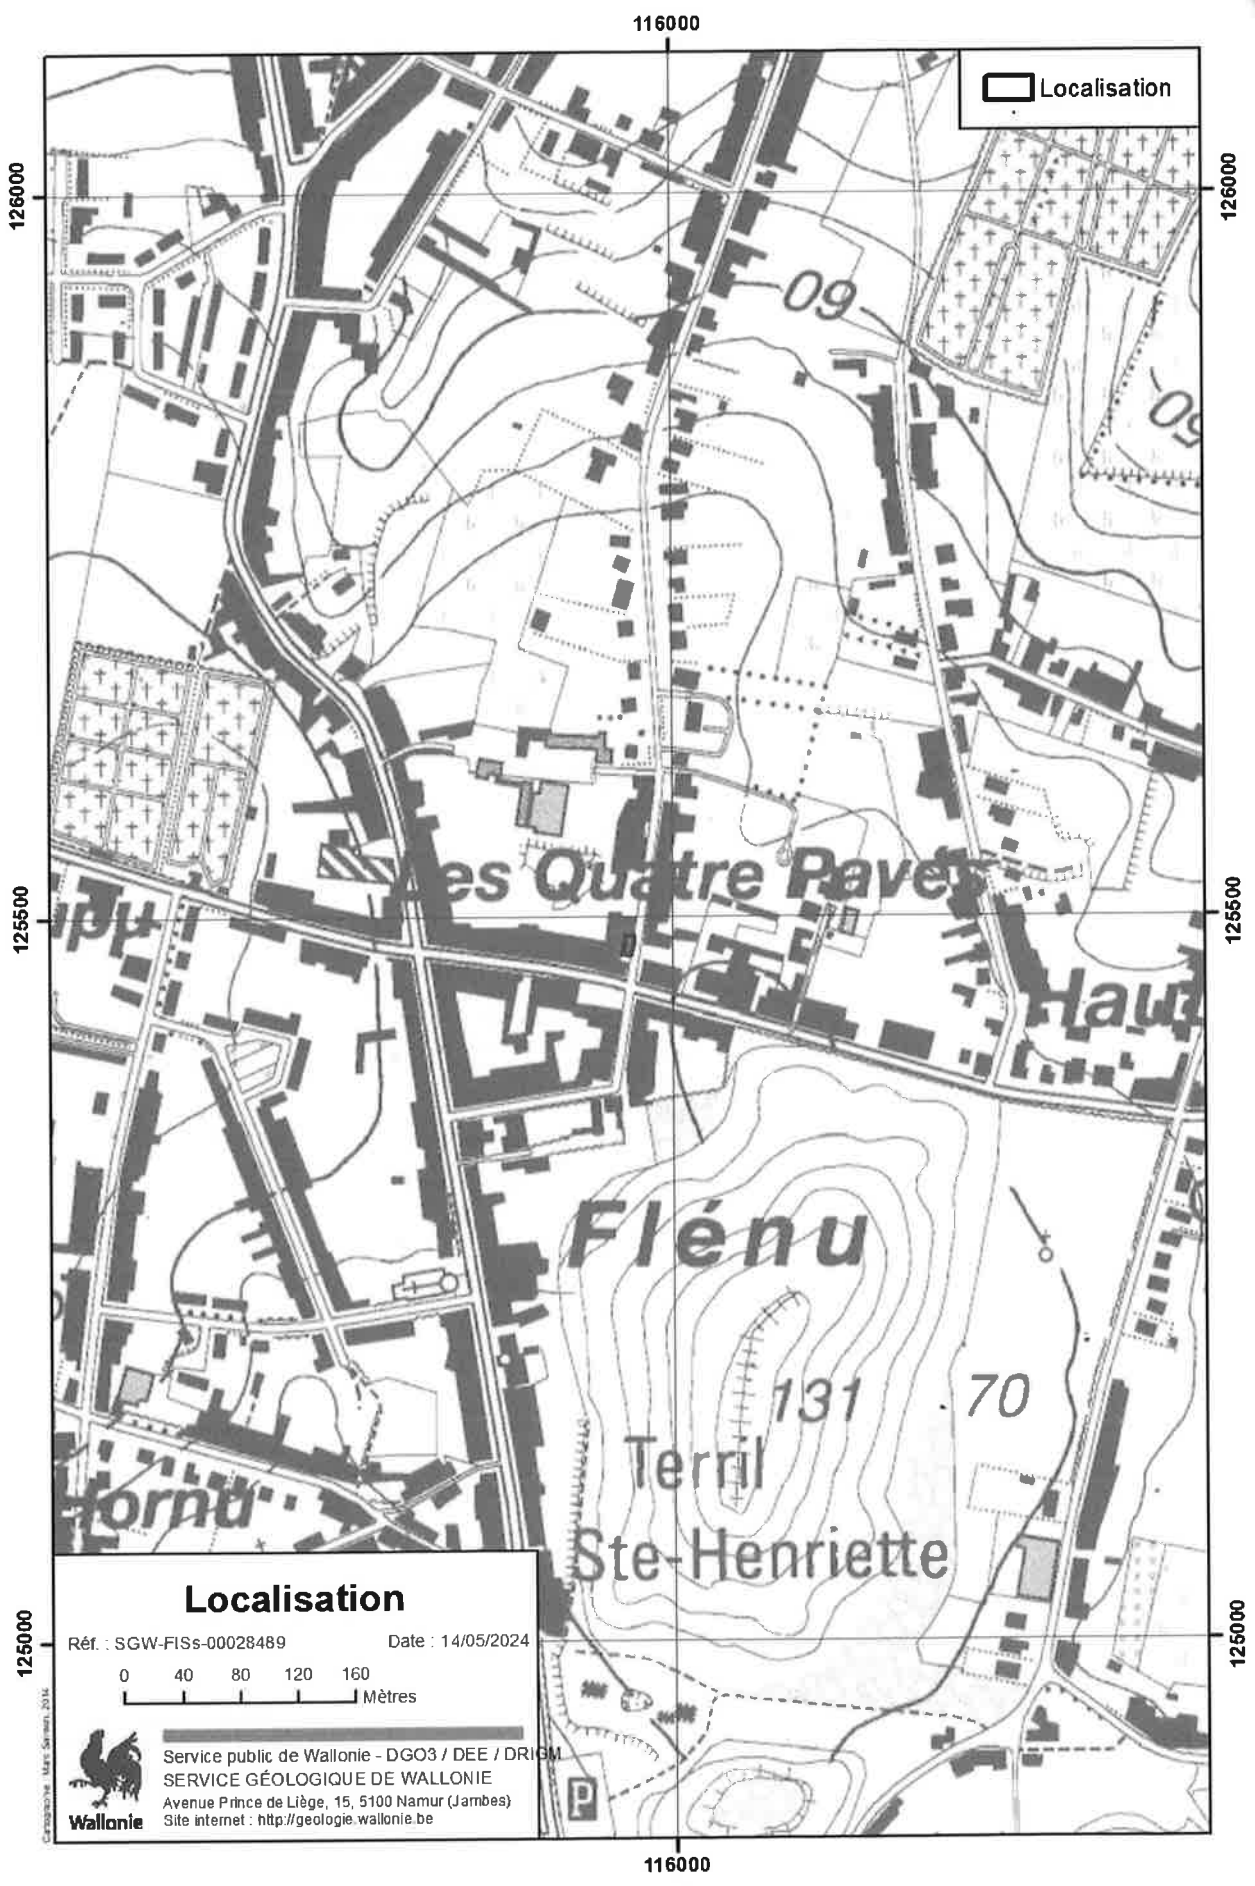 116000
Localisation
126000
126000
60
60
Les Quatre Pavés
125500
125500
Haut
Flénu
131
70
Terril
Ste-Henriette
Hornu
Localisation
Réf. : SGW-FISs-00028489
Date : 14/05/2024
0 40 80 120 160
Mètres
125000
125000
Service public de Wallonie - DGO3 / DEE / DRIGM
SERVICE GÉOLOGIQUE DE WALLONIE
Avenue Prince de Liège, 15, 5100 Namur (Jambes)
Site internet : http://geologie.wallonie.be
Wallonie
P
116000